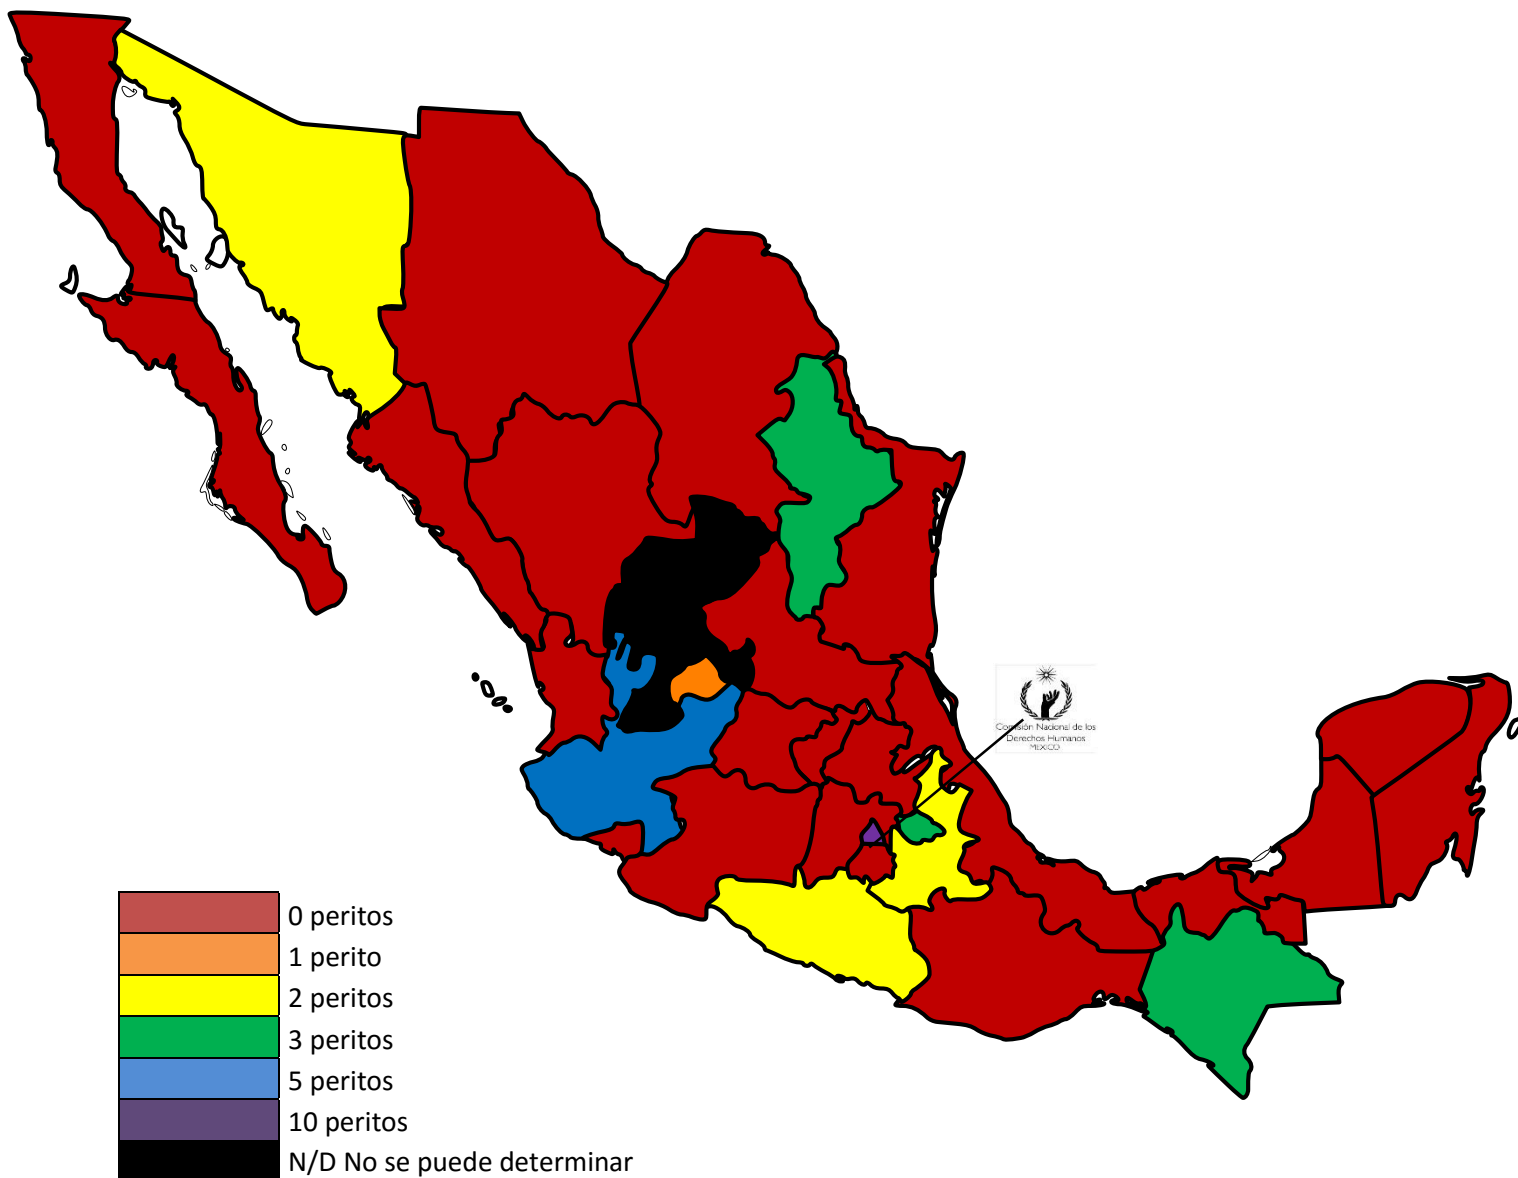 Comisión Nacional de los
Derechos Humanos
MÉXICO
0 peritos
1 perito
2 peritos
3 peritos
5 peritos
10 peritos
N/D No se puede determinar